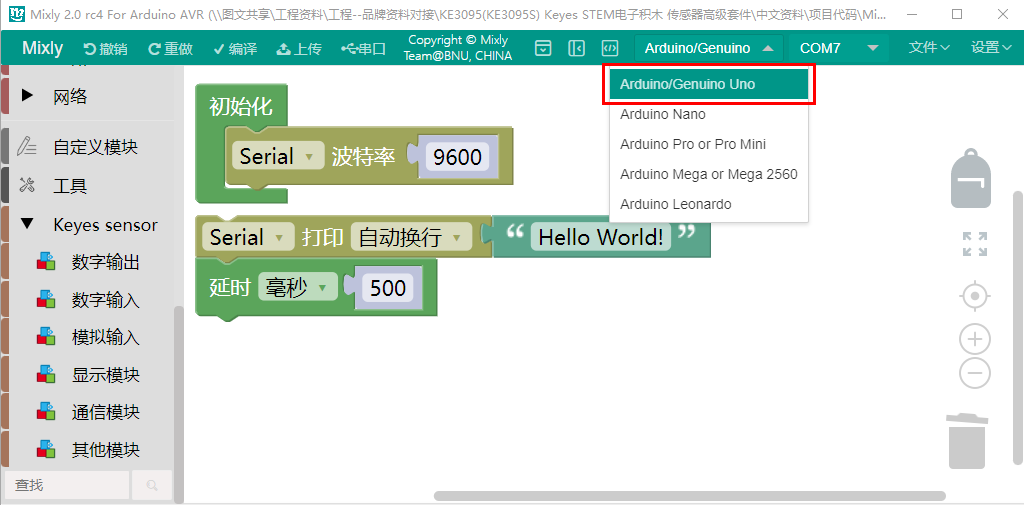 Mixly 2.0 rc4 For Arduino AVR (\\图文共享\工程资料\工程--品牌资料对接\KE3095(KE3095S) Keyes STEM电子积木 传感器高级套件\中文资料\项目代码\Mi...
Mixly 撤销 重做 编译 上传 串口 Copyright © Mixly Team@BNU, CHINA Arduino/Genuino COM7 文件 设置
网络
自定义模块
工具
Keyes sensor
数字输出
数字输入
模拟输入
显示模块
通信模块
其他模块
查找
初始化
Serial 波特率 9600
Serial 打印 自动换行 “ Hello World! ”
延时 毫秒 500
Arduino/Genuino Uno
Arduino Nano
Arduino Pro or Pro Mini
Arduino Mega or Mega 2560
Arduino Leonardo